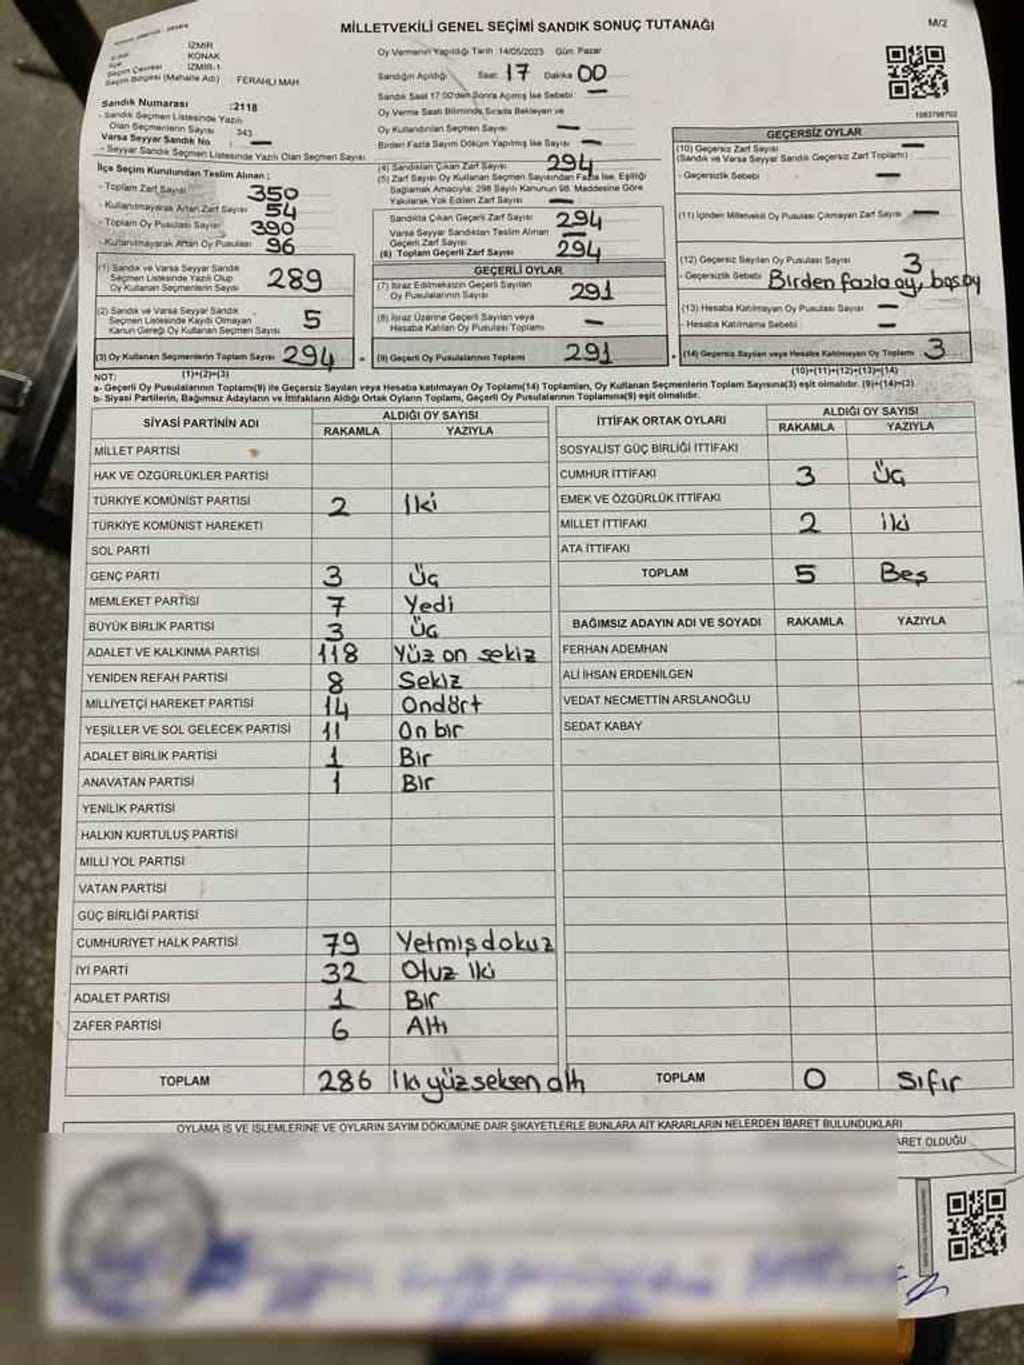 MİLLETVEKİLİ GENEL SEÇİMİ SANDIK SONUÇ TUTANAĞI
M/2
İZMİR
KONAK
Seçim Çevresi : İZMİR-1
Seçim Bölgesi (Mahalle Adı) : FERAHLI MAH
Sandık Numarası :2118
- Sandık Seçmen Listesinde Yazılı
Olan Seçmenlerin Sayısı 343
Varsa Seyyar Sandık No : —
- Seyyar Sandık Seçmen Listesinde Yazılı Olan Seçmen Sayısı
İlçe Seçim Kurulundan Teslim Alınan :
- Toplam Zarf Sayısı 350
- Kullanılmayarak Artan Zarf Sayısı 54
- Toplam Oy Pusulası Sayısı 390
- Kullanılmayarak Artan Oy Pusulası 96
(1) Sandık ve Varsa Seyyar Sandık
Seçmen Listesinde Yazılı Olup
Oy Kullanan Seçmenlerin Sayısı 289
(2) Sandık ve Varsa Seyyar Sandık
Seçmen Listesinde Kayıtlı Olmayan
Kanun Gereği Oy Kullanan Seçmen Sayısı 5
(3) Oy Kullanan Seçmenlerin Toplam Sayısı 294
(1)+(2)=(3)
Oy Vermenin Yapıldığı Tarih :14/05/2023 Gün: Pazar
Sandığın Açıldığı Saat: 17 Dakika 00
Sandık Saat 17:00'den Sonra Açılmış İse Sebebi : —
Oy Verme Saati Bitiminde, Sırada Bekleyen ve
Oy Kullandırılan Seçmen Sayısı —
Birden Fazla Sayım Döküm Yapılmış İse Sayısı : —
(4) Sandıktan Çıkan Zarf Sayısı 294
(5) Zarf Sayısı Oy Kullanan Seçmen Sayısından Fazla İse, Eşitliği
Sağlamak Amacıyla; 298 Sayılı Kanunun 98. Maddesine Göre
Yakılarak Yok Edilen Zarf Sayısı —
Sandıkta Çıkan Geçerli Zarf Sayısı 294
Varsa Seyyar Sandıktan Teslim Alınan
Geçerli Zarf Sayısı —
(6) Toplam Geçerli Zarf Sayısı 294
GEÇERLİ OYLAR
(7) İtiraz Edilmeksizin Geçerli Sayılan
Oy Pusulalarının Sayısı 291
(8) İtiraz Üzerine Geçerli Sayılan veya
Hesaba Katılan Oy Pusulası Toplamı —
(9) Geçerli Oy Pusulalarının Toplamı 291
1083798702
GEÇERSİZ OYLAR
(10) Geçersiz Zarf Sayısı —
(Sandık ve Varsa Seyyar Sandık Geçersiz Zarf Toplamı) :
- Geçersizlik Sebebi —
(11) İçinden Milletvekili Oy Pusulası Çıkmayan Zarf Sayısı —
(12) Geçersiz Sayılan Oy Pusulası Sayısı 3
- Geçersizlik Sebebi Birden fazla oy, boş oy
(13) Hesaba Katılmayan Oy Pusulası Sayısı —
- Hesaba Katılmama Sebebi —
(14) Geçersiz Sayılan veya Hesaba Katılmayan Oy Toplamı 3
(10)+(11)+(12)+(13)=(14)
NOT:
a- Geçerli Oy Pusulalarının Toplamı(9) ile Geçersiz Sayılan veya Hesaba katılmayan Oy Toplamı(14) Toplamları, Oy Kullanan Seçmenlerin Toplam Sayısına(3) eşit olmalıdır. (9)+(14)=(3)
b- Siyasi Partilerin, Bağımsız Adayların ve İttifakların Aldığı Ortak Oyların Toplamı, Geçerli Oy Pusulalarının Toplamına(9) eşit olmalıdır.
SİYASİ PARTİNİN ADI ALDIĞI OY SAYISI
RAKAMLA YAZIYLA
MİLLET PARTİSİ
HAK VE ÖZGÜRLÜKLER PARTİSİ
TÜRKİYE KOMÜNİST PARTİSİ 2 İki
TÜRKİYE KOMÜNİST HAREKETİ
SOL PARTİ
GENÇ PARTİ 3 Üç
MEMLEKET PARTİSİ 7 Yedi
BÜYÜK BİRLİK PARTİSİ 3 Üç
ADALET VE KALKINMA PARTİSİ 118 Yüz on sekiz
YENİDEN REFAH PARTİSİ 8 Sekiz
MİLLİYETÇİ HAREKET PARTİSİ 14 Ondört
YEŞİLLER VE SOL GELECEK PARTİSİ 11 On bir
ADALET BİRLİK PARTİSİ 1 Bir
ANAVATAN PARTİSİ 1 Bir
YENİLİK PARTİSİ
HALKIN KURTULUŞ PARTİSİ
MİLLİ YOL PARTİSİ
VATAN PARTİSİ
GÜÇ BİRLİĞİ PARTİSİ
CUMHURİYET HALK PARTİSİ 79 Yetmiş dokuz
İYİ PARTİ 32 Otuz iki
ADALET PARTİSİ 1 Bir
ZAFER PARTİSİ 6 Altı
TOPLAM 286 İki yüz seksen altı
İTTİFAK ORTAK OYLARI ALDIĞI OY SAYISI
RAKAMLA YAZIYLA
SOSYALİST GÜÇ BİRLİĞİ İTTİFAKI
CUMHUR İTTİFAKI 3 Üç
EMEK VE ÖZGÜRLÜK İTTİFAKI
MİLLET İTTİFAKI 2 iki
ATA İTTİFAKI
TOPLAM 5 Beş
BAĞIMSIZ ADAYIN ADI VE SOYADI RAKAMLA YAZIYLA
FERHAN ADEMHAN
ALİ İHSAN ERDENİLGEN
VEDAT NECMETTİN ARSLANOĞLU
SEDAT KABAY
TOPLAM 0 Sıfır
OYLAMA İŞ VE İŞLEMLERİNE VE OYLARIN SAYIM DÖKÜMÜNE DAİR ŞİKAYETLERLE BUNLARA AİT KARARLARIN NELERDEN İBARET BULUNDUKLARI
ARET OLDUĞU